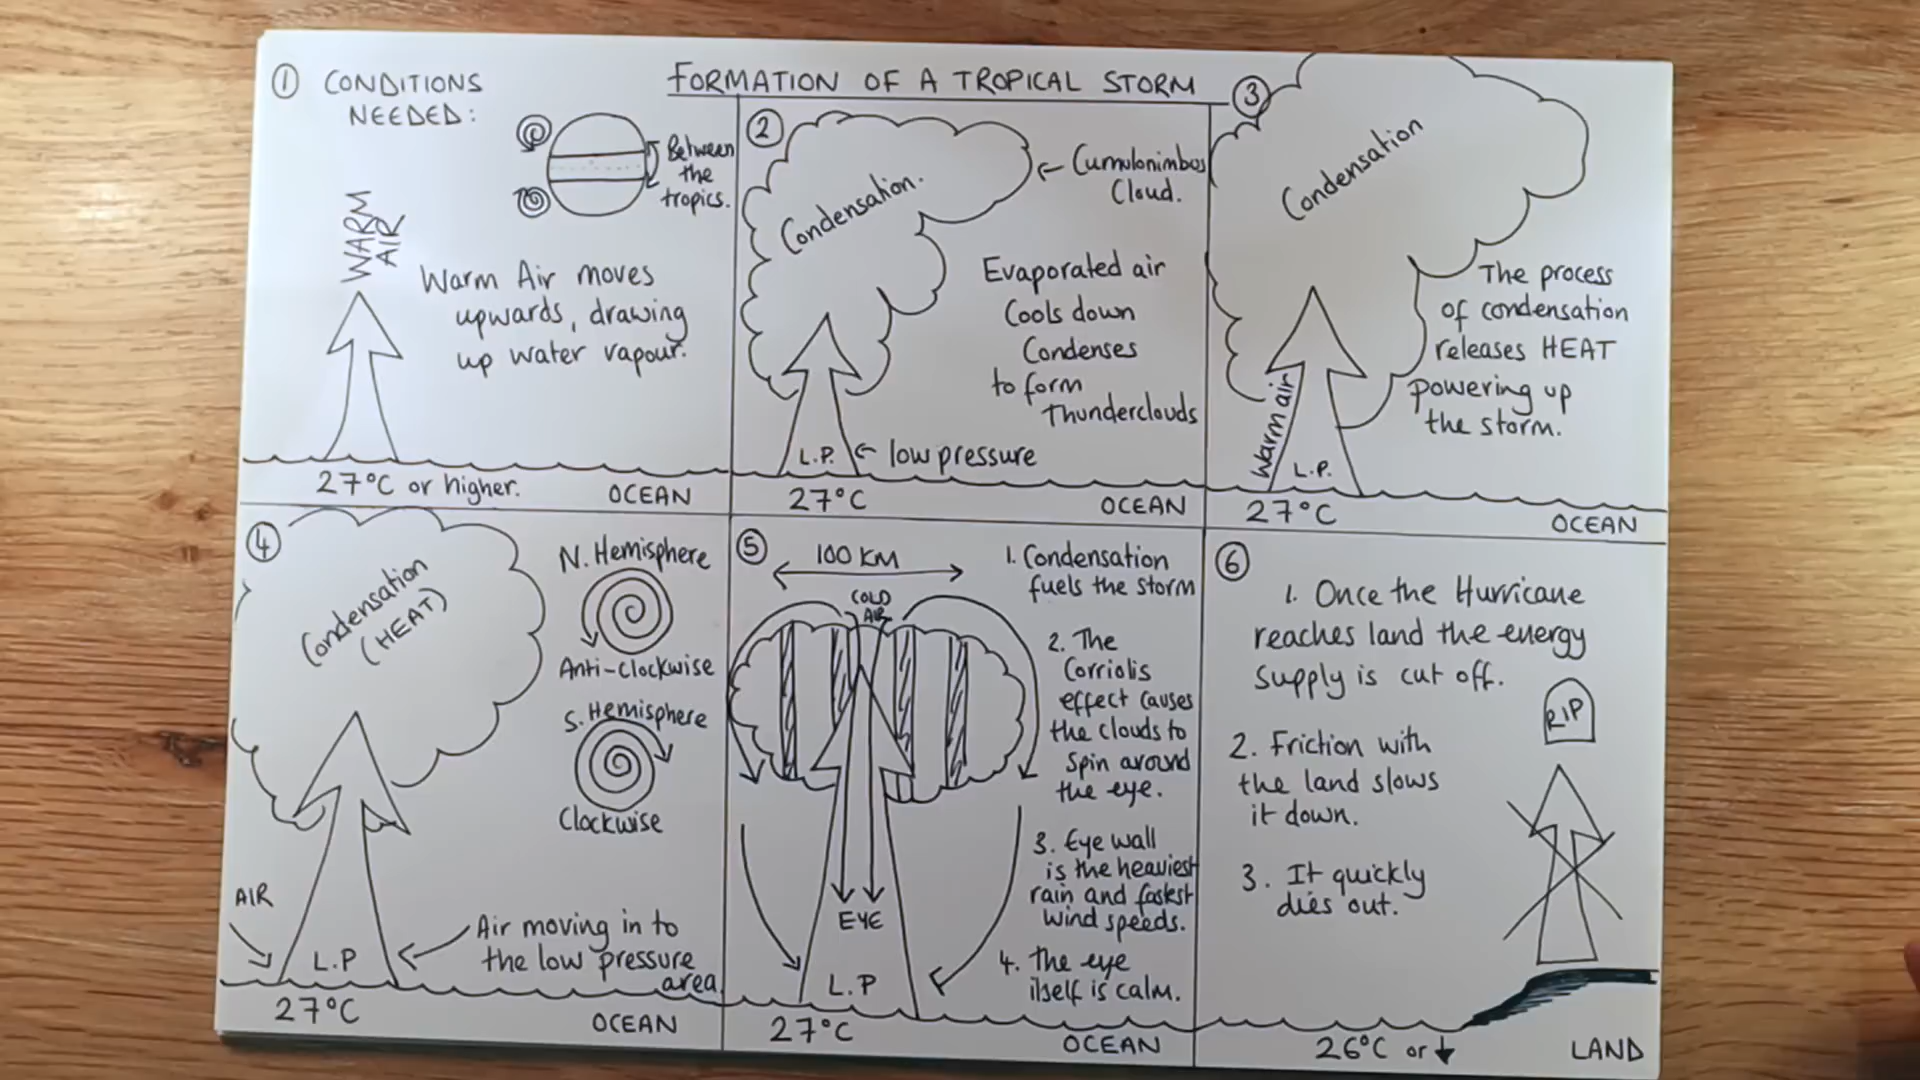 FORMATION OF A TROPICAL STORM
① CONDITIONS
NEEDED:
Between
the
tropics.
WARM
AIR
Warm Air moves
upwards, drawing
up water vapour.
27°C or higher.
OCEAN
②
Condensation.
← Cumulonimbus
Cloud.
Evaporated air
Cools down
Condenses
to form
Thunderclouds
L.P.
← low pressure
27°C
OCEAN
③
Condensation
The process
of condensation
releases HEAT
powering up
the storm.
Warm air
L.P.
27°C
OCEAN
④
Condensation
(HEAT)
N. Hemisphere
Anti-Clockwise
S. Hemisphere
Clockwise
AIR
Air moving in to
the low pressure
area.
L.P
27°C
OCEAN
⑤
100 KM
COLD
AIR
EYE
L.P
1. Condensation
fuels the storm
2. The
Corriolis
effect causes
the clouds to
spin around
the eye.
3. Eye wall
is the heaviest
rain and fastest
wind speeds.
4. The eye
itself is calm.
27°C
OCEAN
⑥
1. Once the Hurricane
reaches land the energy
supply is cut off.
RIP
2. Friction with
the land slows
it down.
3. It quickly
dies out.
26°C or ↓
LAND